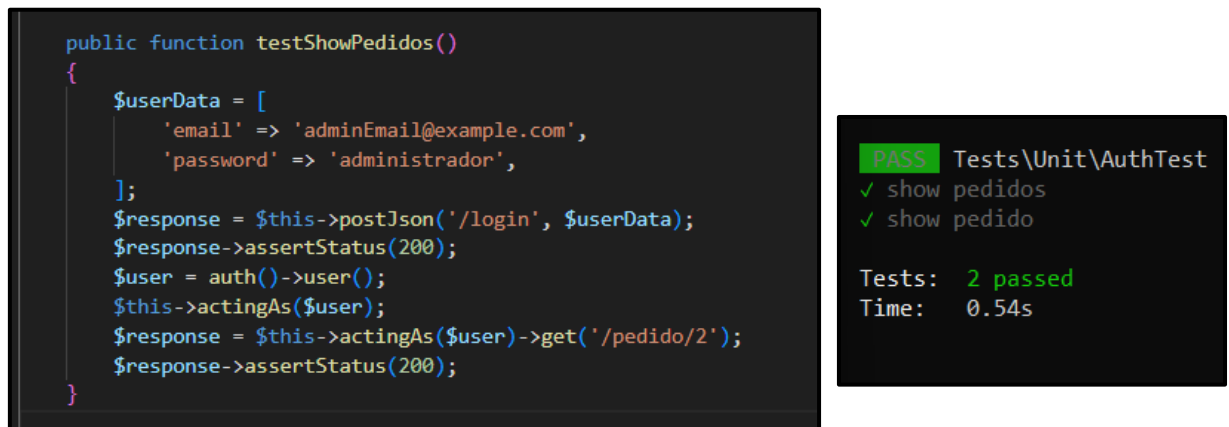 public function testShowPedidos()
{
$userData = [
'email' => 'adminEmail@example.com',
'password' => 'administrador',
];
$response = $this->postJson('/login', $userData);
$response->assertStatus(200);
$user = auth()->user();
$this->actingAs($user);
$response = $this->actingAs($user)->get('/pedido/2');
$response->assertStatus(200);
}
PASS Tests\Unit\AuthTest
✓ show pedidos
✓ show pedido
Tests: 2 passed
Time: 0.54s